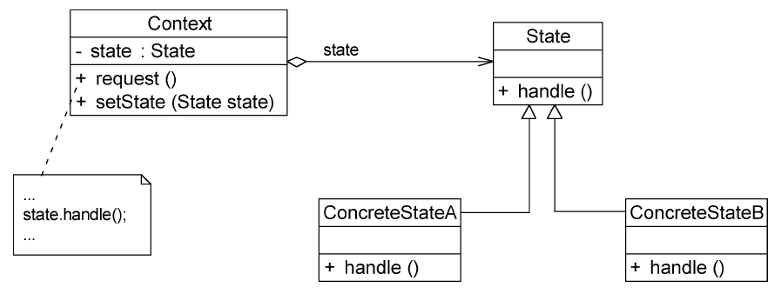 Context
- state : State
+ request ()
+ setState (State state)
state
State
+ handle ()
...
state.handle();
...
ConcreteStateA
+ handle ()
ConcreteStateB
+ handle ()